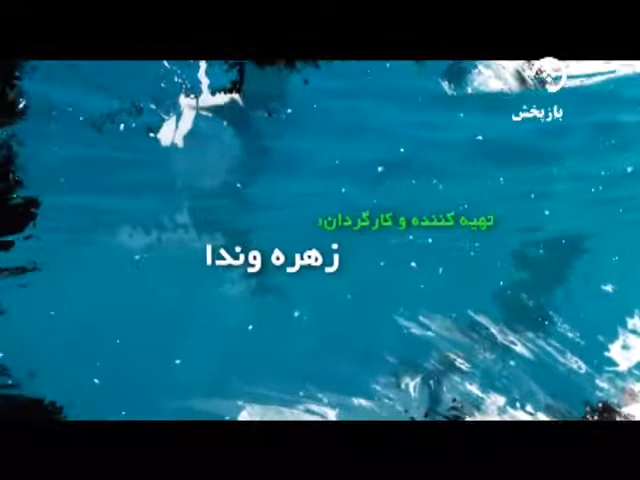 بازپخش
تهیه کننده و کارگردان:
زهره وندا